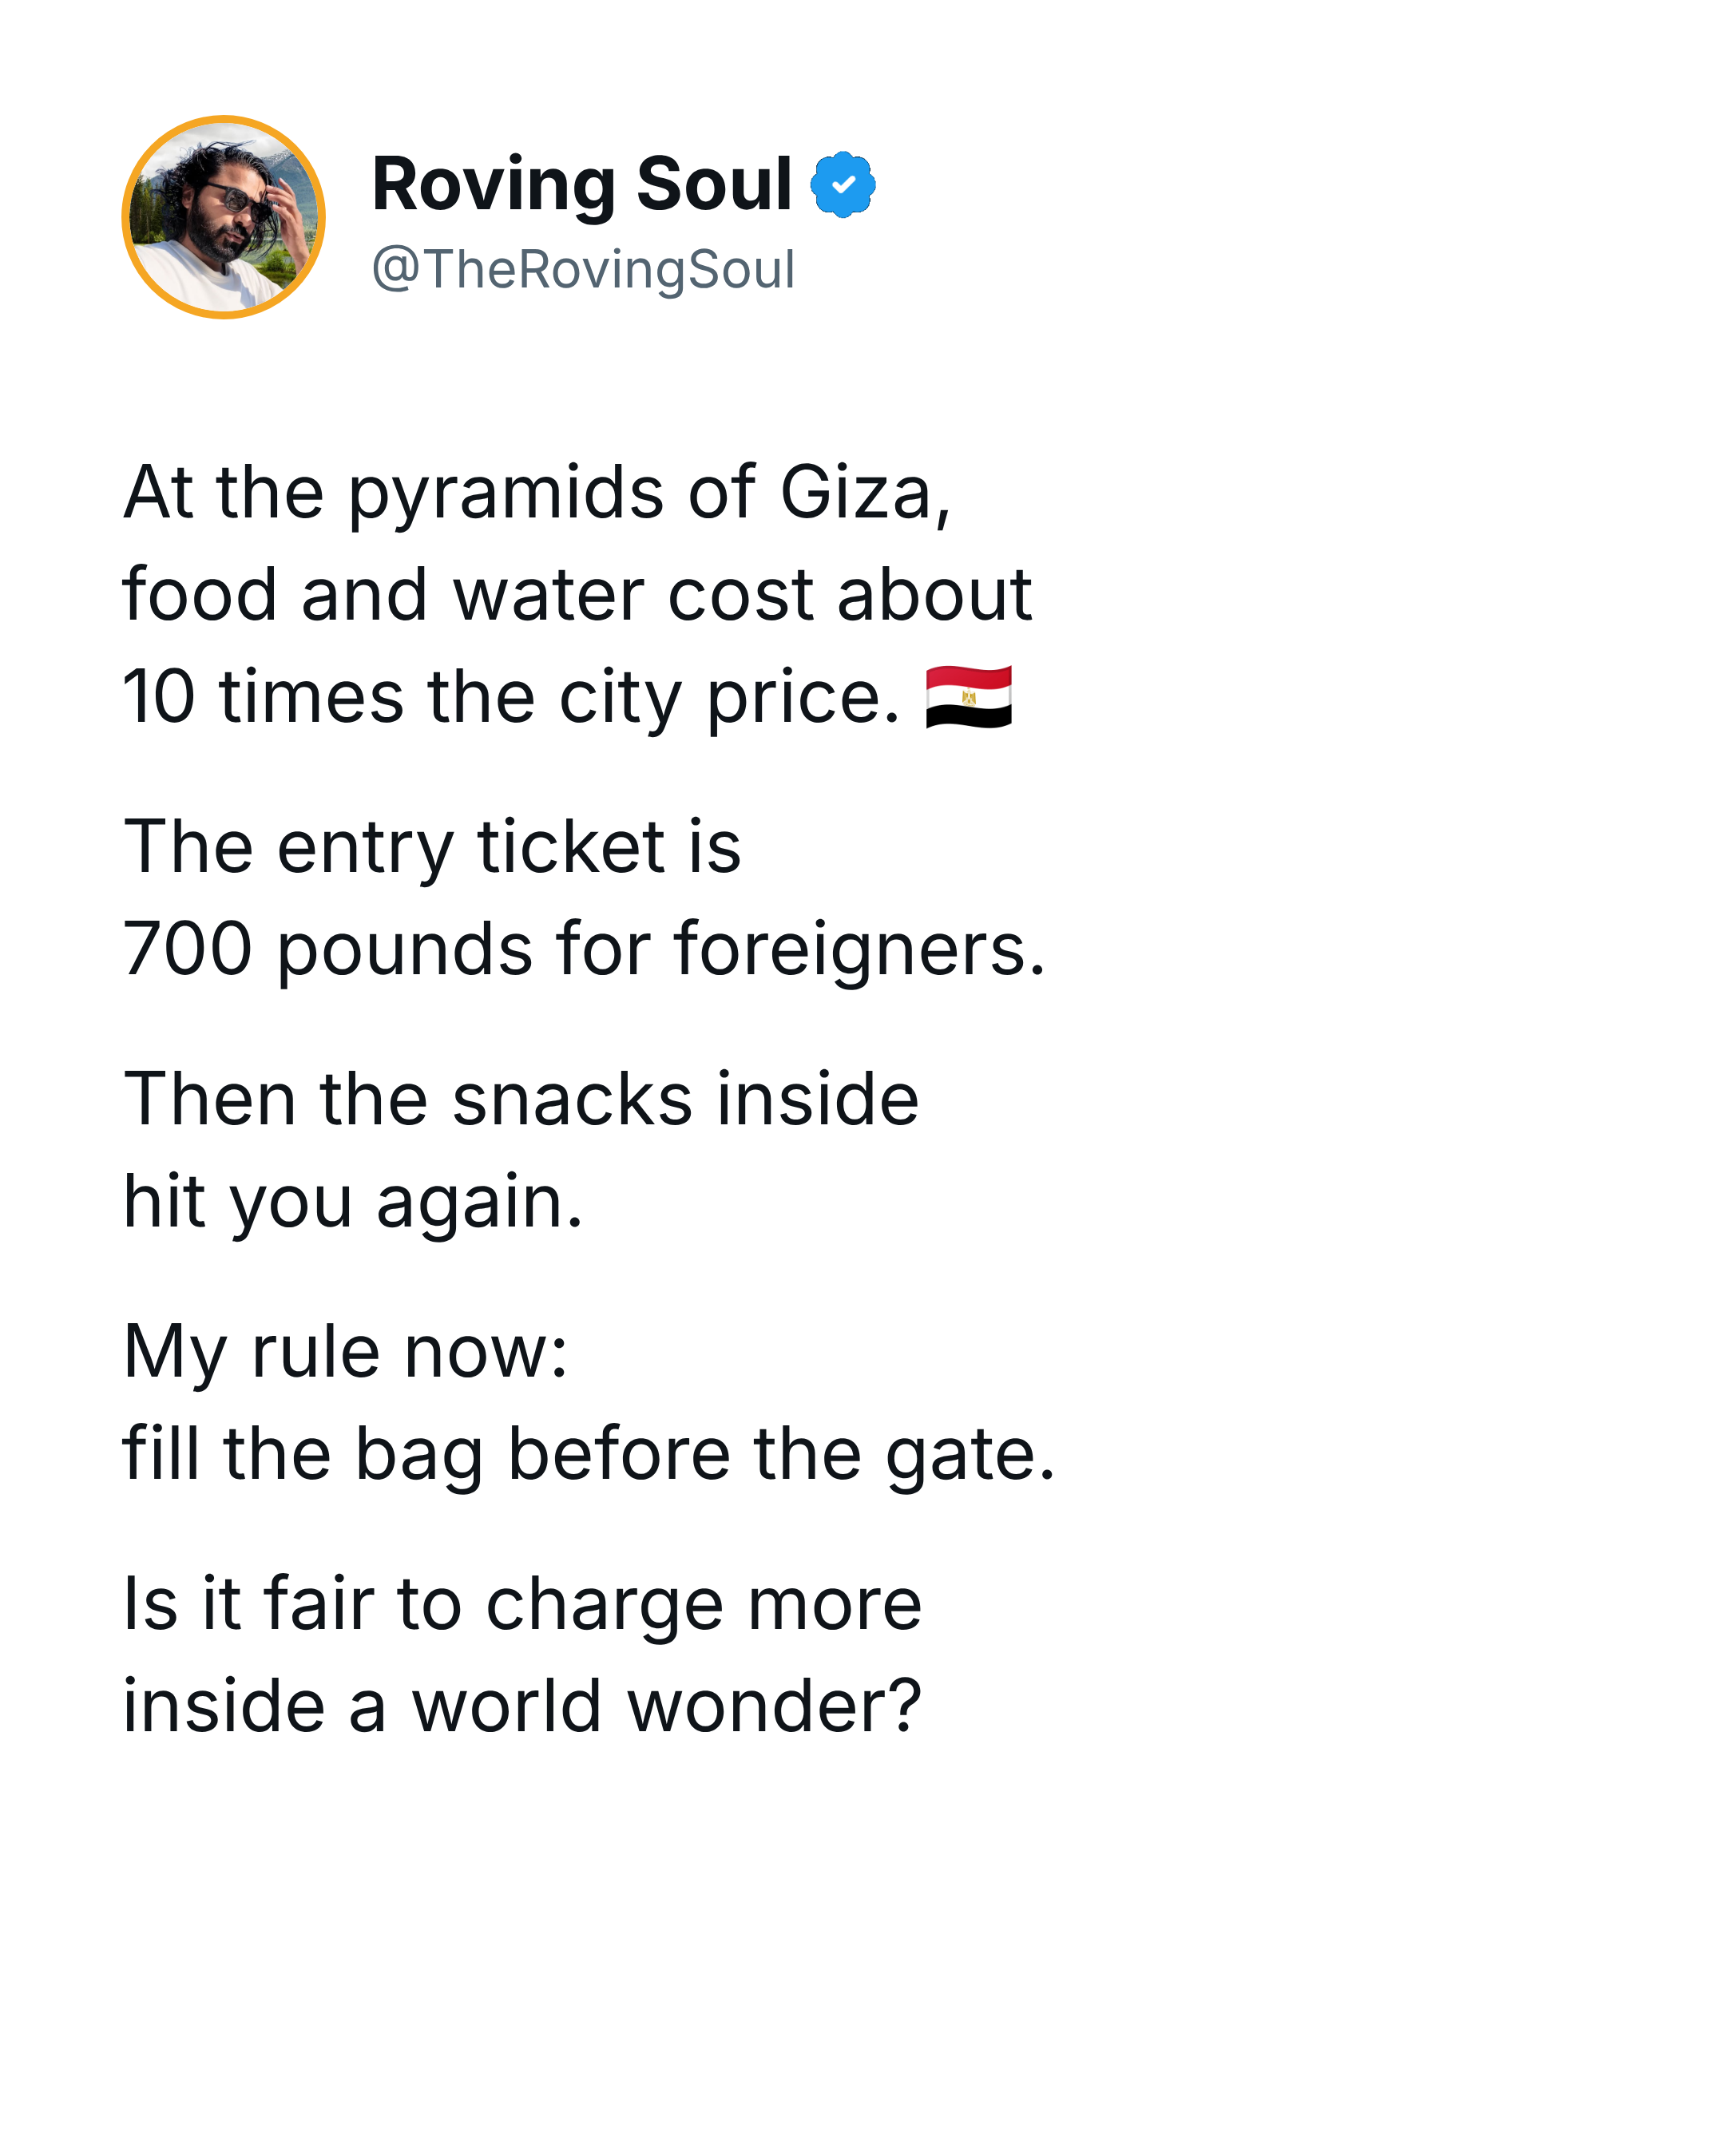 Roving Soul
@TheRovingSoul
At the pyramids of Giza,
food and water cost about
10 times the city price. 🇪🇬
The entry ticket is
700 pounds for foreigners.
Then the snacks inside
hit you again.
My rule now:
fill the bag before the gate.
Is it fair to charge more
inside a world wonder?